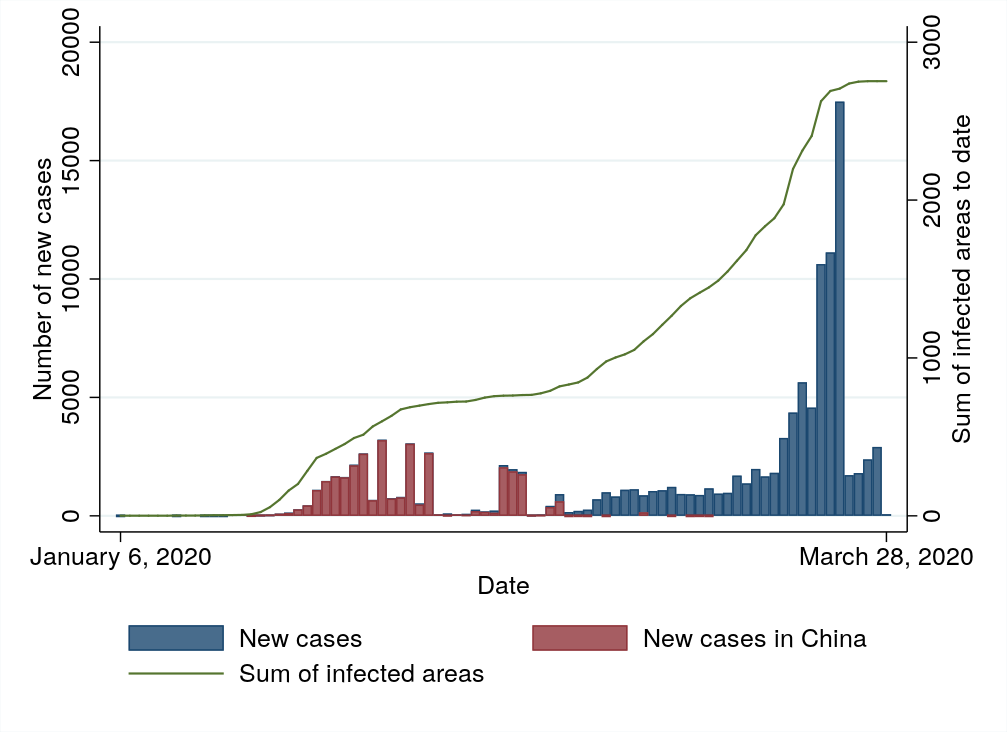 Number of new cases
0
5000
10000
15000
20000
Sum of infected areas to date
0
1000
2000
3000
January 6, 2020
March 28, 2020
Date
New cases
New cases in China
Sum of infected areas